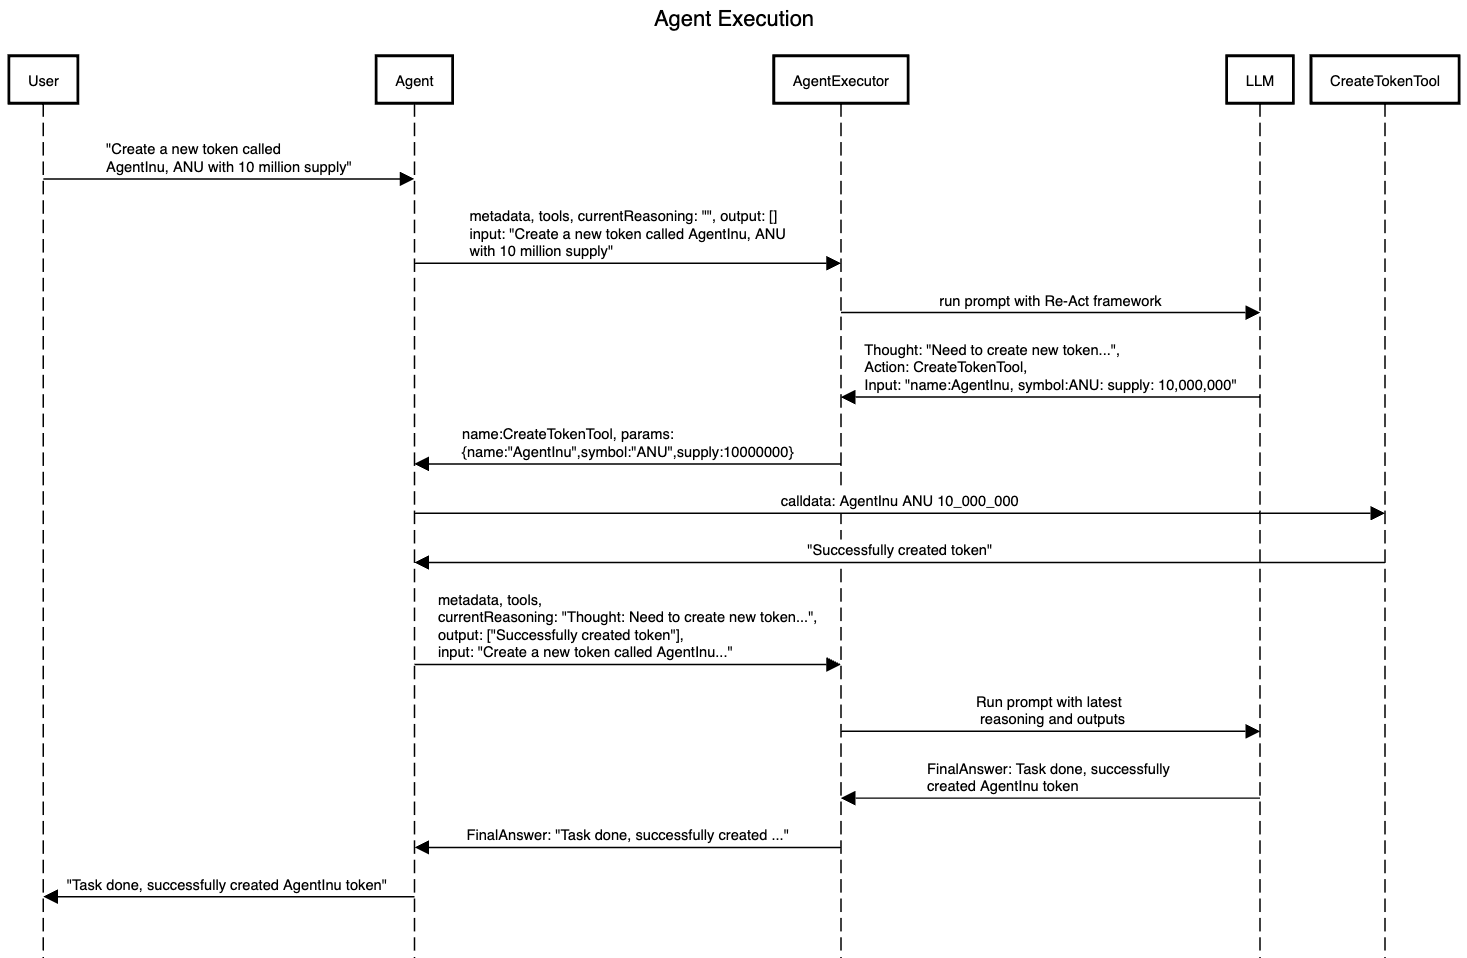 Agent Execution
User
Agent
AgentExecutor
LLM
CreateTokenTool
"Create a new token called
AgentInu, ANU with 10 million supply"
metadata, tools, currentReasoning: "", output: []
input: "Create a new token called AgentInu, ANU
with 10 million supply"
run prompt with Re-Act framework
Thought: "Need to create new token...",
Action: CreateTokenTool,
Input: "name:AgentInu, symbol:ANU: supply: 10,000,000"
name:CreateTokenTool, params:
{name:"AgentInu",symbol:"ANU",supply:10000000}
calldata: AgentInu ANU 10_000_000
"Successfully created token"
metadata, tools,
currentReasoning: "Thought: Need to create new token...",
output: ["Successfully created token"],
input: "Create a new token called AgentInu..."
Run prompt with latest
reasoning and outputs
FinalAnswer: Task done, successfully
created AgentInu token
FinalAnswer: "Task done, successfully created ..."
"Task done, successfully created AgentInu token"